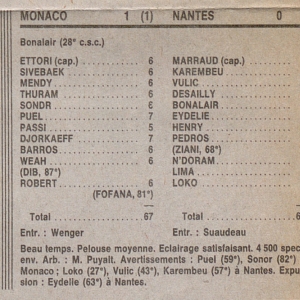 MONACO 1 (1) NANTES 0
Bonalair (28e c.s.c.)
ETTORI (cap.) 6 MARRAUD (cap.)
SIVEBAEK 6 KAREMBEU
MENDY 6 VULIC
THURAM 6 DESAILLY
SONOR 6 BONALAIR
PUEL 7 EYDELIE
PASSI 5 HENRY
DJORKAEFF 7 PEDROS
BARROS 6 (ZIANI, 68e)
WEAH 6 N'DORAM
(DIB, 87e) LIMA
ROBERT 6 LOKO
(FOFANA, 81e)
Total 67 Total 6
Entr. : Wenger Entr. : Suaudeau
Beau temps. Pelouse moyenne. Eclairage satisfaisant. 4 500 spec
env. Arb. : M. Puyalt. Avertissements : Puel (59e), Sonor (82e)
Monaco ; Loko (27e), Vulic (43e), Karembeu (57e) à Nantes. Expu
sion : Eydelie (63e) à Nantes.